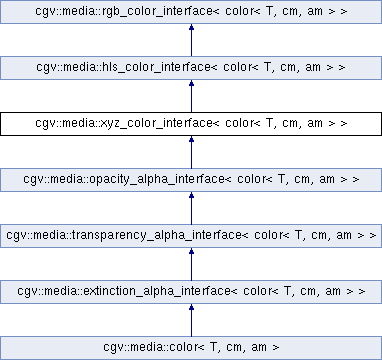 cgv::media::rgb_color_interface< color< T, cm, am > >
cgv::media::hls_color_interface< color< T, cm, am > >
cgv::media::xyz_color_interface< color< T, cm, am > >
cgv::media::opacity_alpha_interface< color< T, cm, am > >
cgv::media::transparency_alpha_interface< color< T, cm, am > >
cgv::media::extinction_alpha_interface< color< T, cm, am > >
cgv::media::color< T, cm, am >